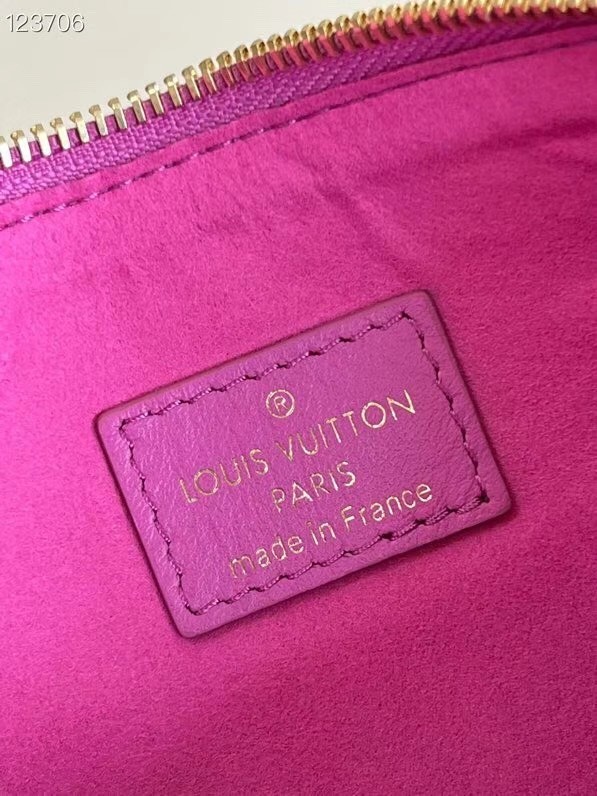 123706
®
LOUIS VUITTON
PARIS
made in France